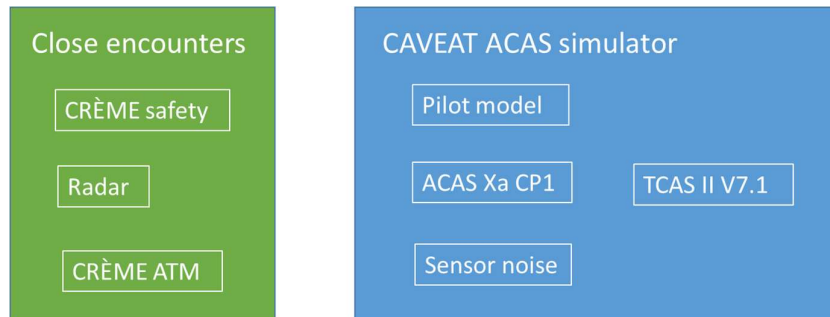 Close encounters
CRÈME safety
Radar
CRÈME ATM
CAVEAT ACAS simulator
Pilot model
ACAS Xa CP1
TCAS II V7.1
Sensor noise